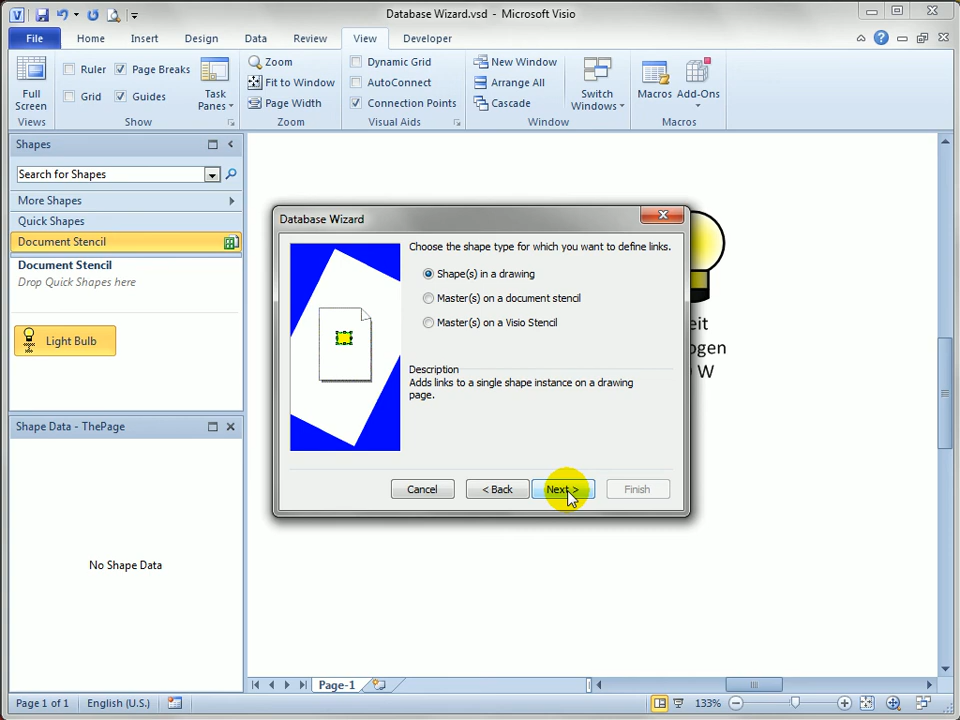 Database Wizard.vsd - Microsoft Visio
File Home Insert Design Data Review View Developer
Full Screen
Ruler Page Breaks
Grid Guides
Task Panes
Zoom
Fit to Window
Page Width
Dynamic Grid
AutoConnect
Connection Points
New Window
Arrange All
Cascade
Switch Windows
Macros Add-Ons
Views Show Zoom Visual Aids Window Macros
Shapes
Search for Shapes
More Shapes
Quick Shapes
Document Stencil
Document Stencil
Drop Quick Shapes here
Light Bulb
Shape Data - ThePage
No Shape Data
Database Wizard
Choose the shape type for which you want to define links.
Shape(s) in a drawing
Master(s) on a document stencil
Master(s) on a Visio Stencil
Description
Adds links to a single shape instance on a drawing
page.
Cancel < Back Next > Finish
eit
ogen
W
Page-1
Page 1 of 1 English (U.S.) 133%